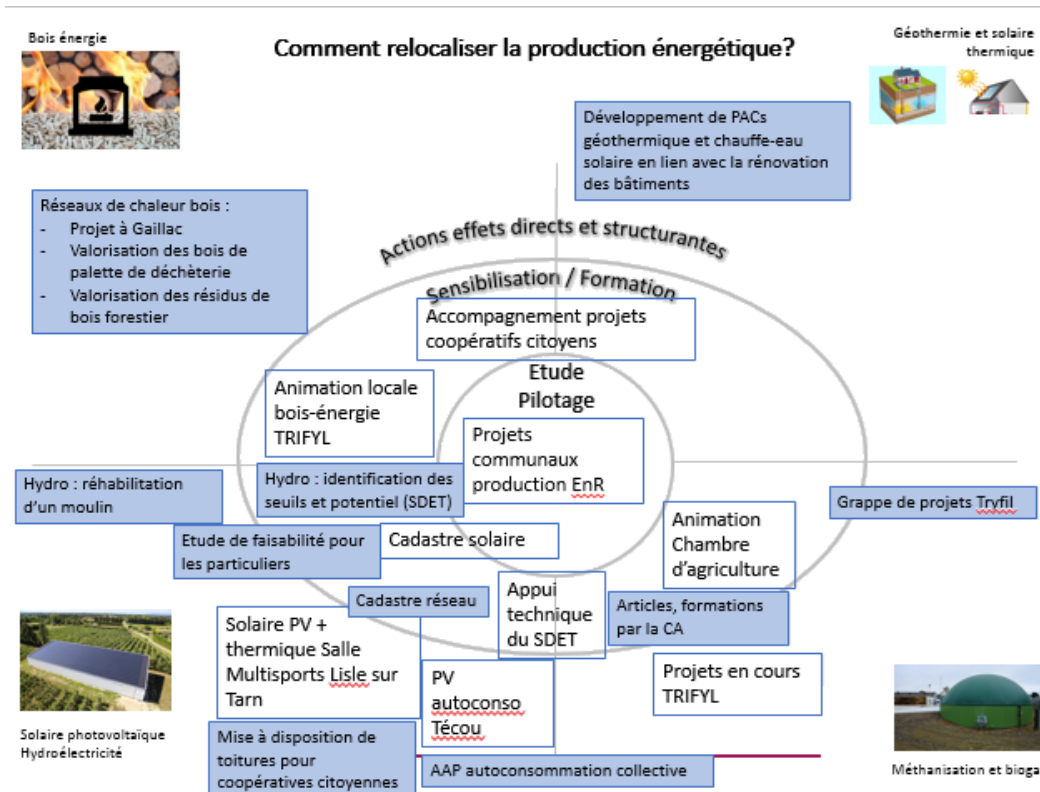 Bois énergie
Comment relocaliser la production énergétique?
Géothermie et solaire
thermique
Développement de PACs
géothermique et chauffe-eau
solaire en lien avec la rénovation
des bâtiments
Réseaux de chaleur bois :
- Projet à Gaillac
- Valorisation des bois de
palette de déchèterie
- Valorisation des résidus de
bois forestier
Actions effets directs et structurantes
Sensibilisation / Formation
Accompagnement projets
coopératifs citoyens
Etude
Pilotage
Animation locale
bois-énergie
TRIFYL
Projets
communaux
production EnR
Hydro : réhabilitation
d'un moulin
Hydro : identification des
seuils et potentiel (SDET)
Grappe de projets Tryfil
Etude de faisabilité pour
les particuliers
Cadastre solaire
Animation
Chambre
d'agriculture
Cadastre réseau
Appui
technique
du SDET
Articles, formations
par la CA
Solaire PV +
thermique Salle
Multisports Lisle sur
Tarn
PV
autoconso
Técou
Projets en cours
TRIFYL
Solaire photovoltaïque
Hydroélectricité
Mise à disposition de
toitures pour
coopératives citoyennes
AAP autoconsommation collective
Méthanisation et bioga